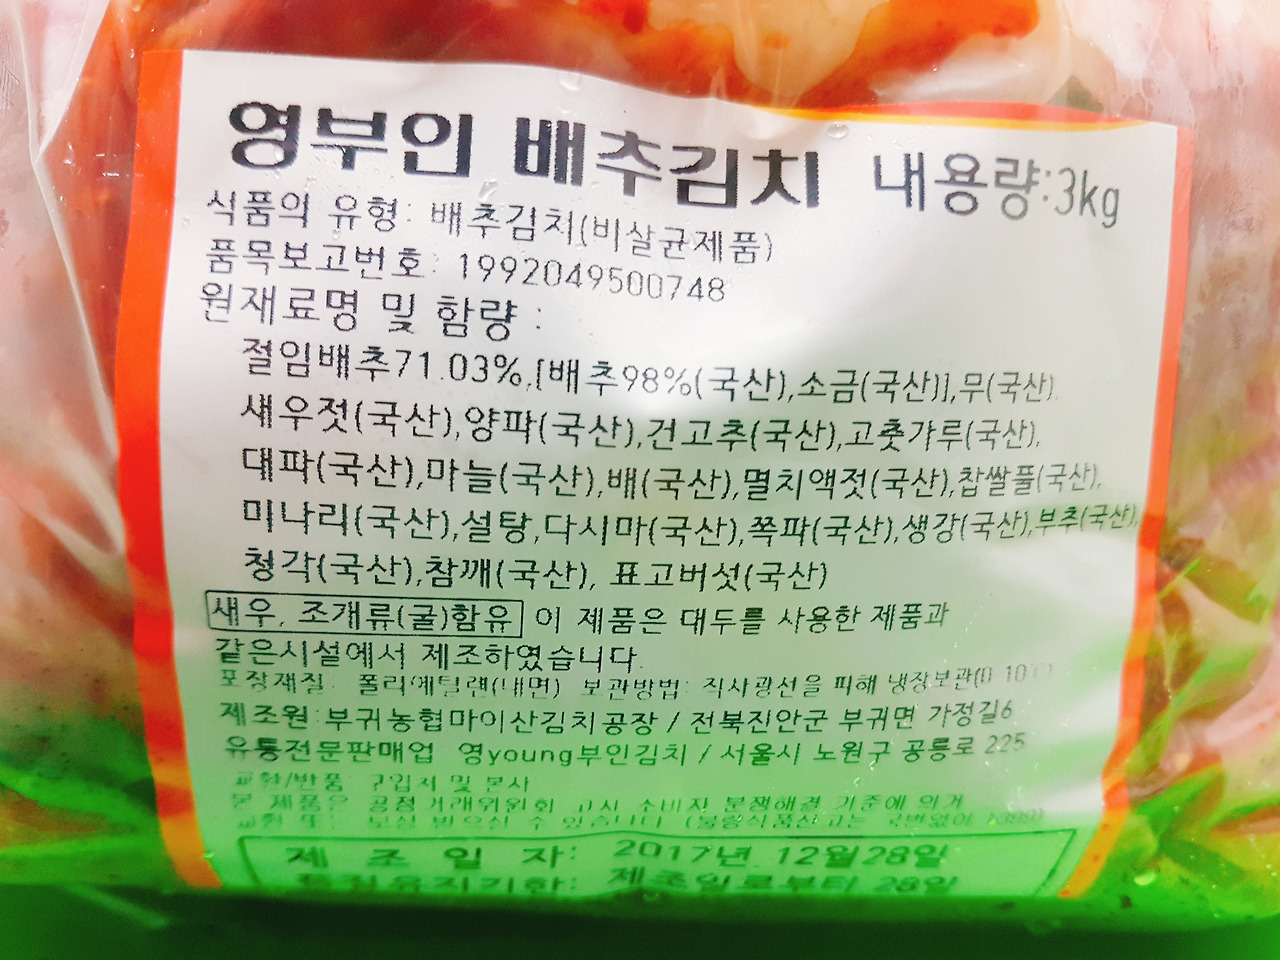 영부인 배추김치 내용량:3kg
식품의 유형: 배추김치(비살균제품)
품목보고번호: 1992049500748
원재료명 및 함량 :
절임배추71.03%,[배추98%(국산),소금(국산)],무(국산),
새우젓(국산),양파(국산),건고추(국산),고춧가루(국산),
대파(국산),마늘(국산),배(국산),멸치액젓(국산),찹쌀풀(국산),
미나리(국산),설탕,다시마(국산),쪽파(국산),생강(국산),부추(국산),
청각(국산),참깨(국산), 표고버섯(국산)
새우, 조개류(굴)함유 이 제품은 대두를 사용한 제품과
같은시설에서 제조하였습니다.
포장재질: 폴리에틸렌(내면) 보관방법: 직사광선을 피해 냉장보관(0-10℃)
제조원:부귀농협마이산김치공장 / 전북진안군 부귀면 가정길6
유통전문판매업 영young부인김치 / 서울시 노원구 공릉로 225
교환/반품: 구입처 및 본사
본 제품은 공정거래위원회 고시 소비자 분쟁해결 기준에 의거
교환 또는 보상 받으실 수 있습니다. (불량식품신고는 국번없이 1399)
제 조 일 자: 2017년 12월28일
제조일로부터 28일